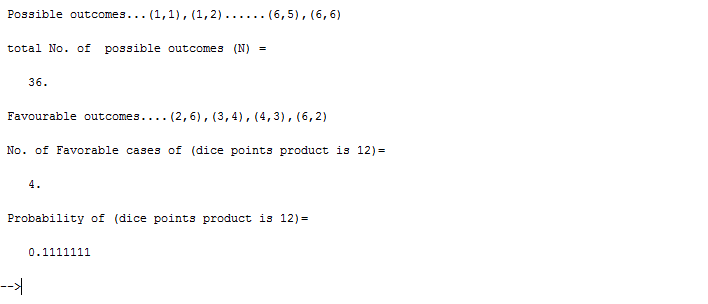 Possible outcomes...(1,1),(1,2)......(6,5),(6,6)
total No. of  possible outcomes (N) =
36.
Favourable outcomes....(2,6),(3,4),(4,3),(6,2)
No. of Favorable cases of (dice points product is 12)=
4.
Probability of (dice points product is 12)=
0.1111111
-->